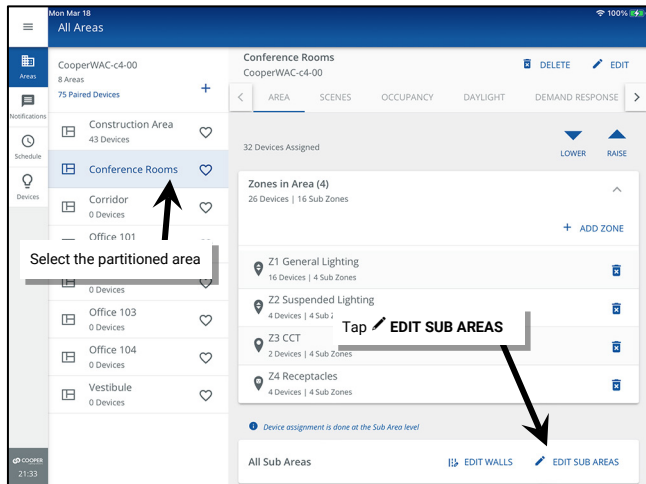 Mon Mar 18
100%
All Areas
Areas
Notifications
Schedule
Devices
COOPER
21:33
CooperWAC-c4-00
8 Areas
75 Paired Devices
+
Construction Area
43 Devices
Conference Rooms
Corridor
0 Devices
Office 101
Select the partitioned area
0 Devices
Office 103
0 Devices
Office 104
0 Devices
Vestibule
0 Devices
Conference Rooms
CooperWAC-c4-00
DELETE
EDIT
< AREA SCENES OCCUPANCY DAYLIGHT DEMAND RESPONSE >
32 Devices Assigned
LOWER RAISE
Zones in Area (4)
26 Devices | 16 Sub Zones
+ ADD ZONE
Z1 General Lighting
16 Devices | 4 Sub Zones
Z2 Suspended Lighting
4 Devices | 4 Sub Z
Tap EDIT SUB AREAS
Z3 CCT
2 Devices | 4 Sub Zones
Z4 Receptacles
4 Devices | 4 Sub Zones
Device assignment is done at the Sub Area level
All Sub Areas
EDIT WALLS
EDIT SUB AREAS